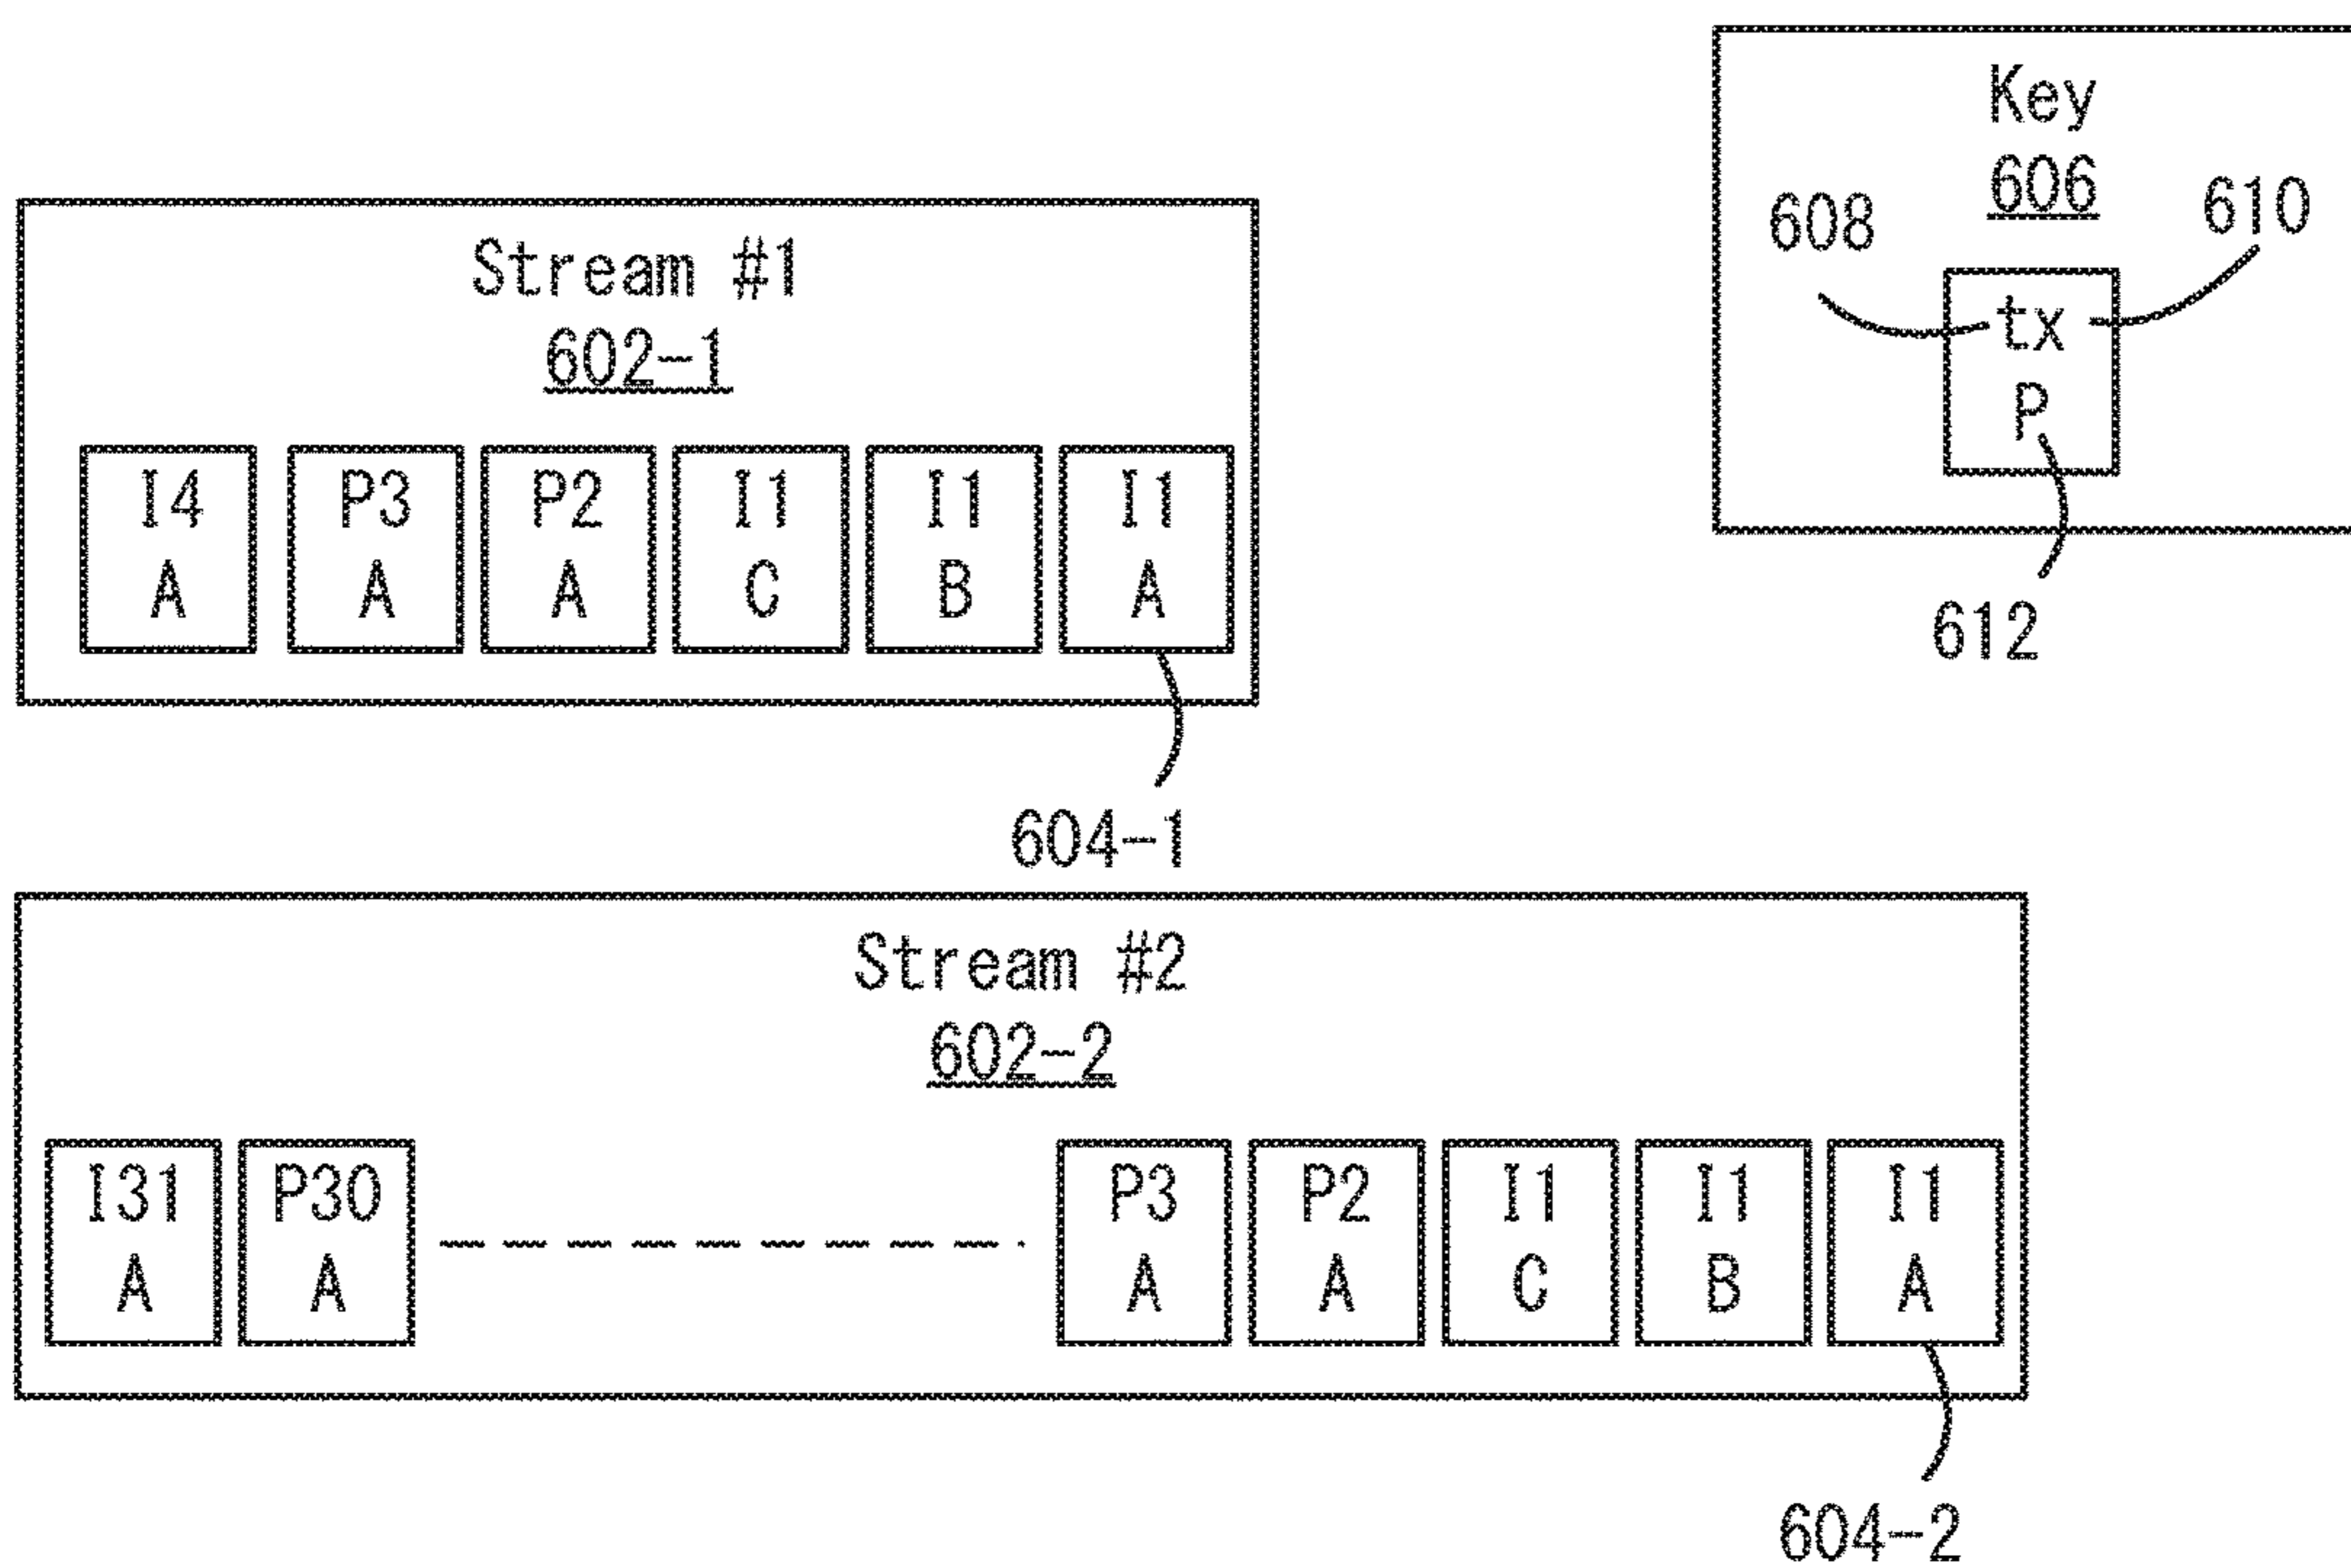 Key
606
608
610
tx
P
612
Stream #1
602-1
I4 P3 P2 I1 I1 I1
A A A C B A
604-1
Stream #2
602-2
I31 P30 P3 P2 I1 I1 I1
A A A A C B A
604-2